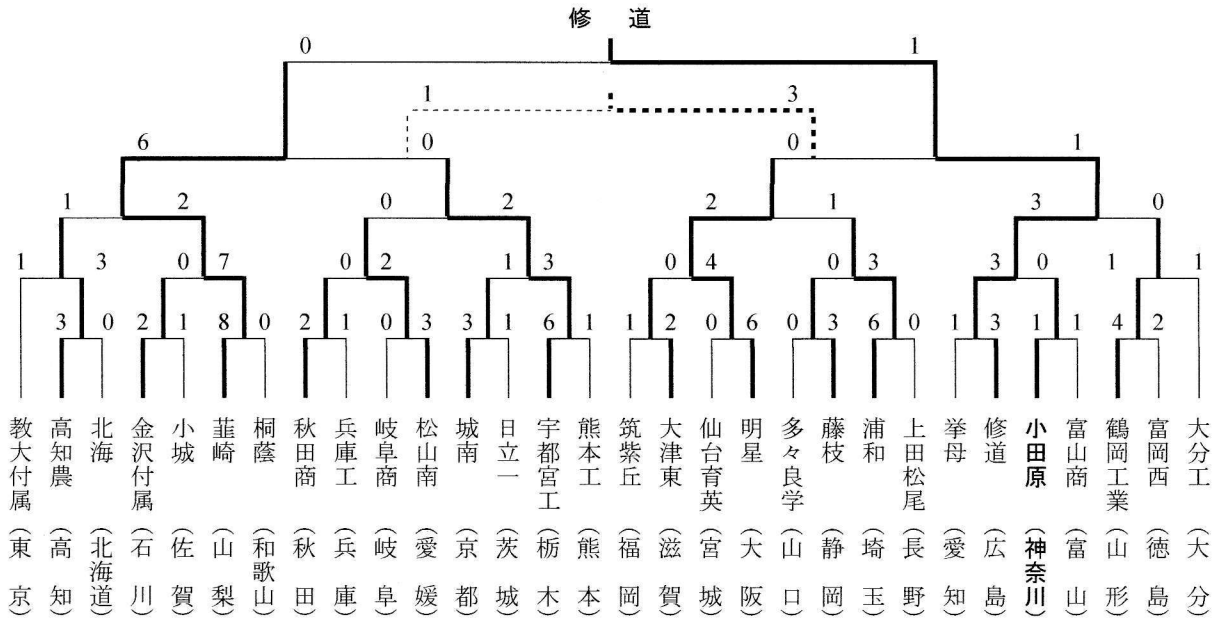 修 道
0 1
1 3
6 0 0 1
1 2 0 2 2 1 3 0
1 3 0 7 0 2 1 3 0 4 0 3 3 0 1 1
3 0 2 1 8 0 2 1 0 3 3 1 6 1 1 2 0 6 0 3 6 0 1 3 1 1 4 2
教大付属（東京）
高知農（高知）
北海（北海道）
金沢付属（石川）
小城（佐賀）
韮崎（山梨）
桐蔭（和歌山）
秋田商（秋田）
兵庫工（兵庫）
岐阜商（岐阜）
松山南（愛媛）
城南（京都）
日立一（茨城）
宇都宮工（栃木）
熊本工（熊本）
筑紫丘（福岡）
大津東（滋賀）
仙台育英（宮城）
明星（大阪）
多々良学（山口）
藤枝（静岡）
浦和（埼玉）
上田松尾（長野）
挙母（愛知）
修道（広島）
小田原（神奈川）
富山商（富山）
鶴岡工業（山形）
富岡西（徳島）
大分工（大分）